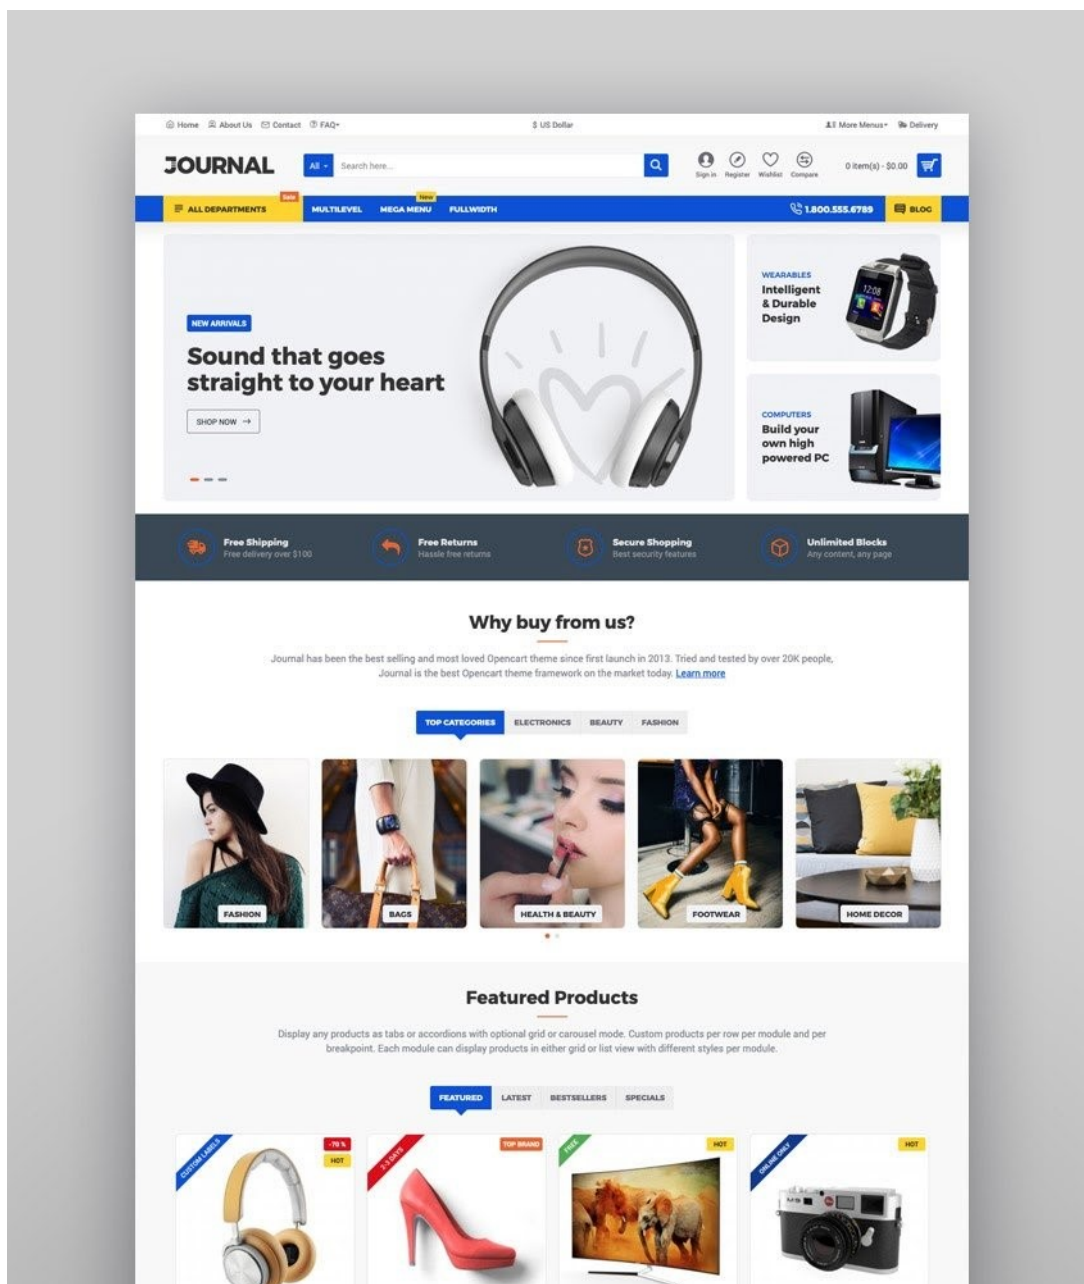 Home About Us Contact FAQ
$ US Dollar
More Menus Delivery
JOURNAL
All
Search here...
Sign in Register Wishlist Compare
0 item(s) - $0.00
Sale
New
ALL DEPARTMENTS
MULTILEVEL MEGA MENU FULLWIDTH
1.800.555.6789
BLOG
NEW ARRIVALS
Sound that goes
straight to your heart
SHOP NOW →
WEARABLES
Intelligent
& Durable
Design
12:08
COMPUTERS
Build your
own high
powered PC
Free Shipping
Free delivery over $100
Free Returns
Hassle free returns
Secure Shopping
Best security features
Unlimited Blocks
Any content, any page
Why buy from us?
Journal has been the best selling and most loved Opencart theme since first launch in 2013. Tried and tested by over 20K people,
Journal is the best Opencart theme framework on the market today. Learn more
TOP CATEGORIES ELECTRONICS BEAUTY FASHION
FASHION
BAGS
HEALTH & BEAUTY
FOOTWEAR
HOME DECOR
Featured Products
Display any products as tabs or accordions with optional grid or carousel mode. Custom products per row per module and per
breakpoint. Each module can display products in either grid or list view with different styles per module.
FEATURED LATEST BESTSELLERS SPECIALS
CUSTOM LABELS
-70 %
HOT
2-3 DAYS
TOP BRAND
FREE
HOT
ONLINE ONLY
HOT